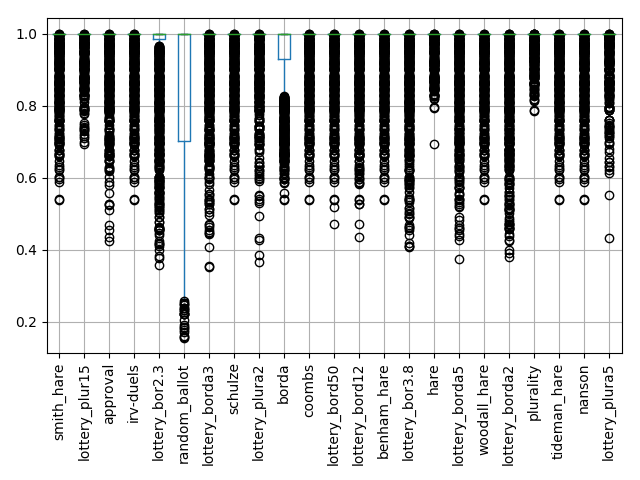 1.0
0.8
0.6
0.4
0.2
smith_hare
lottery_plur15
approval
irv-duels
lottery_bor2.3
random_ballot
lottery_borda3
schulze
lottery_plura2
borda
coombs
lottery_bord50
lottery_bord12
benham_hare
lottery_bor3.8
hare
lottery_borda5
woodall_hare
lottery_borda2
plurality
tideman_hare
nanson
lottery_plura5